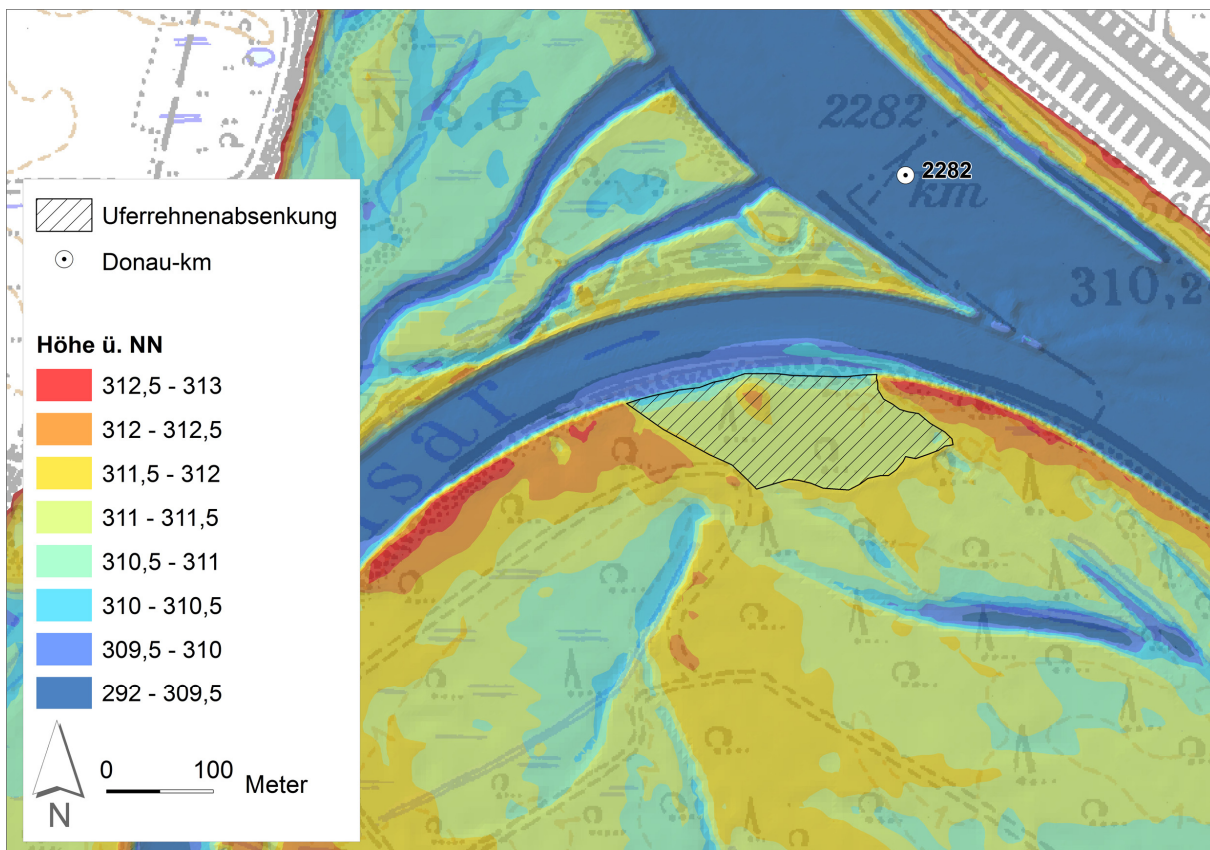 N.S.G.
2282
km
2282
566
310,2
Isar
Uferrehnenabsenkung
Donau-km
Höhe ü. NN
312,5 - 313
312 - 312,5
311,5 - 312
311 - 311,5
310,5 - 311
310 - 310,5
309,5 - 310
292 - 309,5
0 100 Meter
N